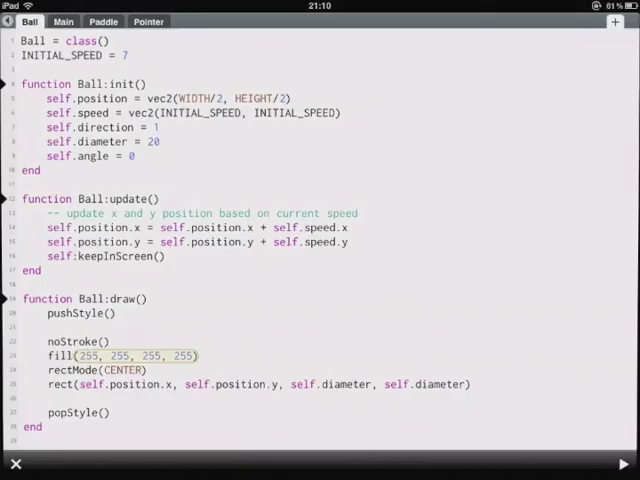 iPad 21:10 61%
Ball Main Paddle Pointer +
1 Ball = class()
2 INITIAL_SPEED = 7
3
4 function Ball:init()
5 self.position = vec2(WIDTH/2, HEIGHT/2)
6 self.speed = vec2(INITIAL_SPEED, INITIAL_SPEED)
7 self.direction = 1
8 self.diameter = 20
9 self.angle = 0
10 end
11
12 function Ball:update()
13 -- update x and y position based on current speed
14 self.position.x = self.position.x + self.speed.x
15 self.position.y = self.position.y + self.speed.y
16 self:keepInScreen()
17 end
18
19 function Ball:draw()
20 pushStyle()
21
22 noStroke()
23 fill(255, 255, 255, 255)
24 rectMode(CENTER)
25 rect(self.position.x, self.position.y, self.diameter, self.diameter)
26
27 popStyle()
28 end
29